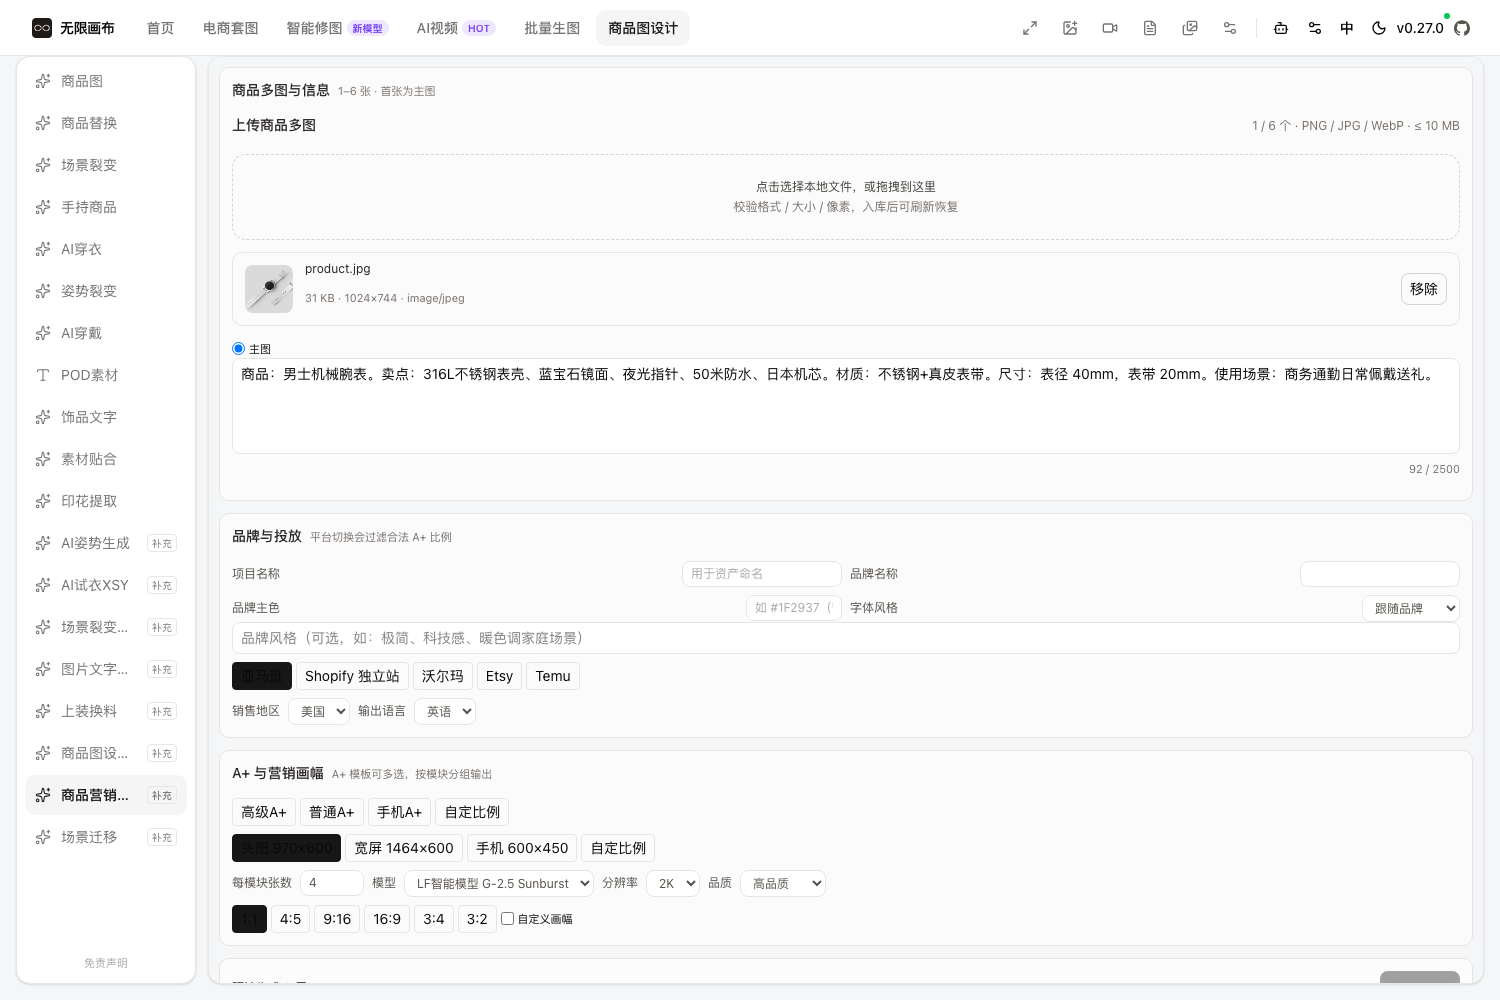 无限画布
首页
电商套图
智能修图 新模型
AI视频 HOT
批量生图
商品图设计
中
v0.27.0
商品图
商品替换
场景裂变
手持商品
AI穿衣
姿势裂变
AI穿戴
POD素材
饰品文字
素材贴合
印花提取
AI姿势生成 补充
AI试衣XSY 补充
场景裂变... 补充
图片文字... 补充
上装换料 补充
商品图设... 补充
商品营销... 补充
场景迁移 补充
免责声明
商品多图与信息 1–6 张 · 首张为主图
上传商品多图 1 / 6 个 · PNG / JPG / WebP · ≤ 10 MB
点击选择本地文件，或拖拽到这里
校验格式 / 大小 / 像素，入库后可刷新恢复
product.jpg
31 KB · 1024×744 · image/jpeg
移除
主图
商品：男士机械腕表。卖点：316L不锈钢表壳、蓝宝石镜面、夜光指针、50米防水、日本机芯。材质：不锈钢+真皮表带。尺寸：表径 40mm，表带 20mm。使用场景：商务通勤日常佩戴送礼。
92 / 2500
品牌与投放 平台切换会过滤合法 A+ 比例
项目名称 用于资产命名 品牌名称
品牌主色 如 #1F2937（ 字体风格 跟随品牌
品牌风格（可选，如：极简、科技感、暖色调家庭场景）
亚马逊 Shopify 独立站 沃尔玛 Etsy Temu
销售地区 美国 输出语言 英语
A+ 与营销画幅 A+ 模板可多选，按模块分组输出
高级A+ 普通A+ 手机A+ 自定比例
头图 970×600 宽屏 1464×600 手机 600×450 自定比例
每模块张数 4 模型 LF智能模型 G-2.5 Sunburst 分辨率 2K 品质 高品质
1:1 4:5 9:16 16:9 3:4 3:2 自定义画幅